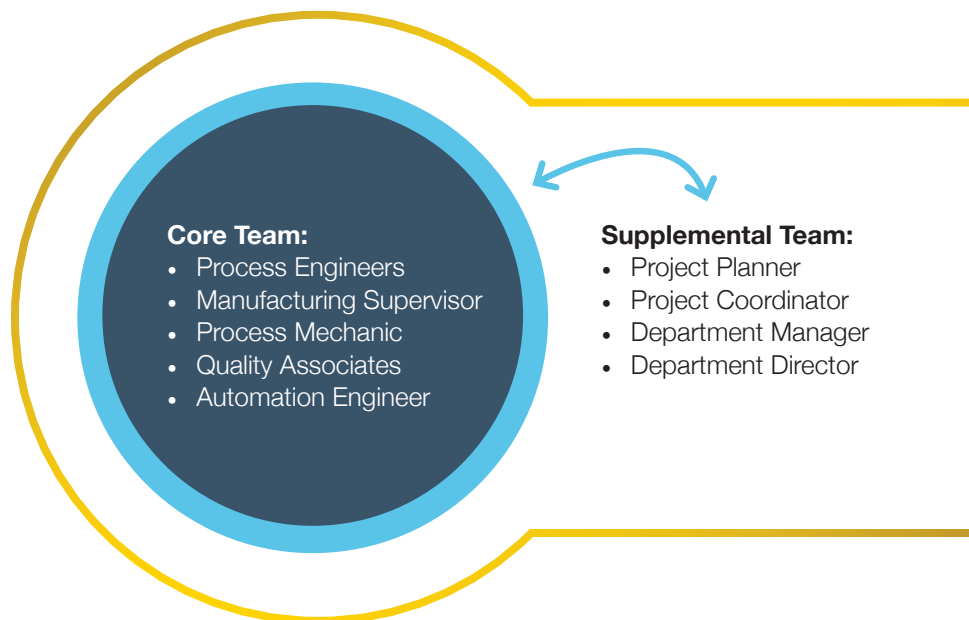 Core Team:
• Process Engineers
• Manufacturing Supervisor
• Process Mechanic
• Quality Associates
• Automation Engineer
Supplemental Team:
• Project Planner
• Project Coordinator
• Department Manager
• Department Director